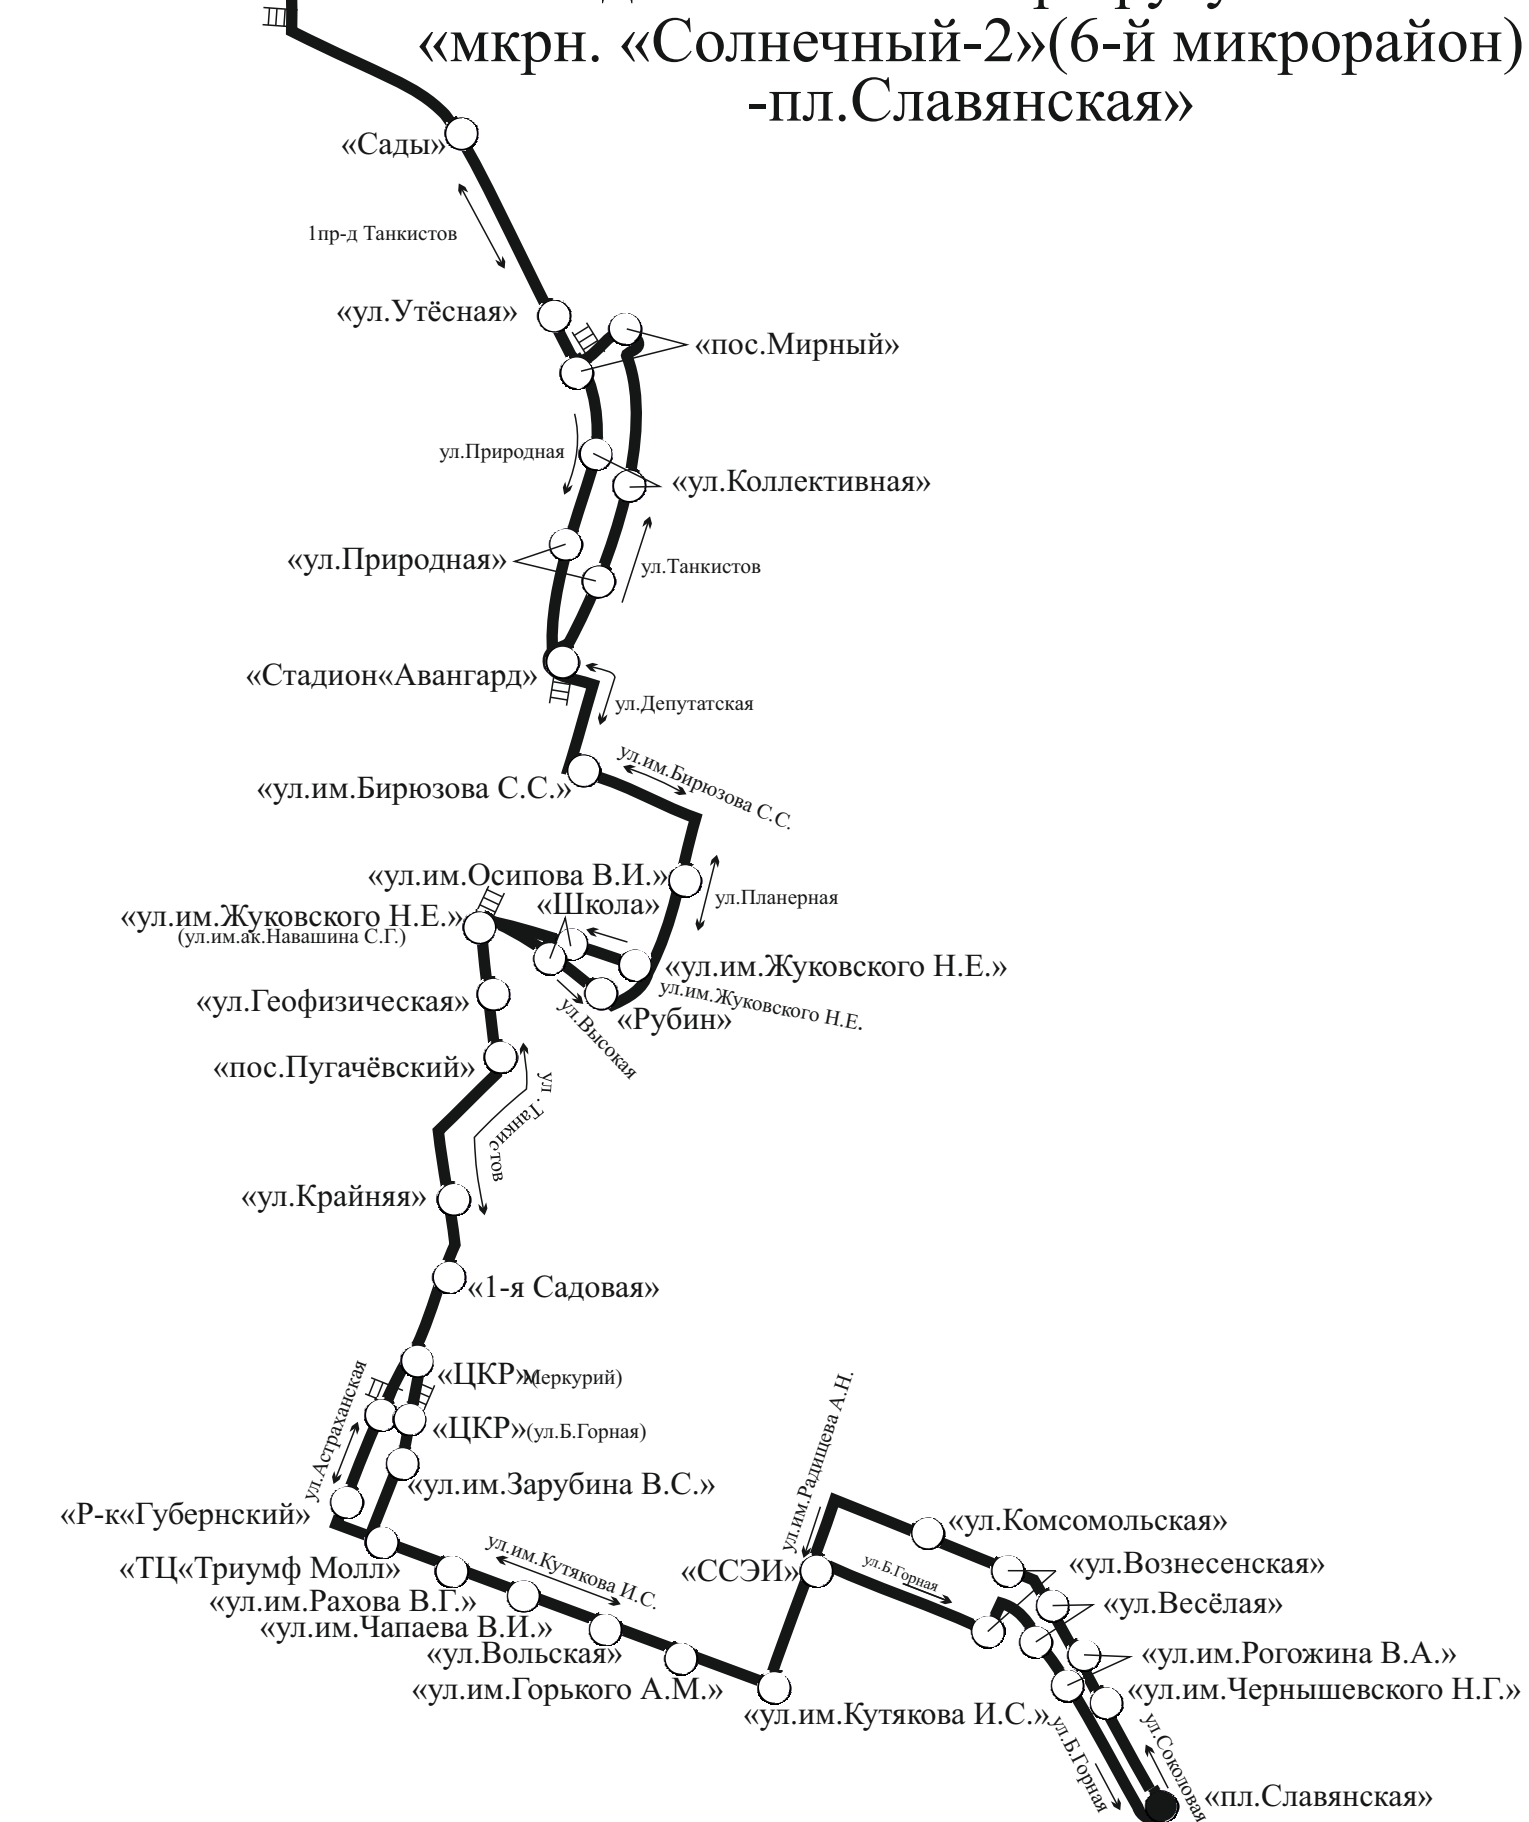 «мкрн. «Солнечный-2»(6-й микрорайон)
-пл.Славянская»
«Сады»
1пр-д Танкистов
«ул.Утёсная»
«пос.Мирный»
ул.Природная
«ул.Коллективная»
«ул.Природная»
ул.Танкистов
«Стадион«Авангард»
ул.Депутатская
ул.им.Бирюзова С.С.
«ул.им.Бирюзова С.С.»
«ул.им.Осипова В.И.»
ул.Планерная
«Школа»
«ул.им.Жуковского Н.Е.»
(ул.им.ак.Навашина С.Г.)
«ул.им.Жуковского Н.Е.»
ул.им.Жуковского Н.Е.
«ул.Геофизическая»
«Рубин»
ул.Высокая
«пос.Пугачёвский»
ул. Танкистов
«ул.Крайняя»
«1-я Садовая»
«ЦКР»(Меркурий)
ул.Астраханская
«ЦКР»(ул.Б.Горная)
«ул.им.Зарубина В.С.»
«Р-к«Губернский»
ул.им.Радищева А.Н.
«ул.Комсомольская»
«ТЦ«Триумф Молл»
ул.им.Кутякова И.С.
«ССЭИ»
ул.Б.Горная
«ул.Вознесенская»
«ул.им.Рахова В.Г.»
«ул.Весёлая»
«ул.им.Чапаева В.И.»
«ул.Вольская»
«ул.им.Рогожина В.А.»
«ул.им.Горького А.М.»
«ул.им.Чернышевского Н.Г.»
«ул.им.Кутякова И.С.»
ул.Б.Горная
ул.Соколовая
«пл.Славянская»